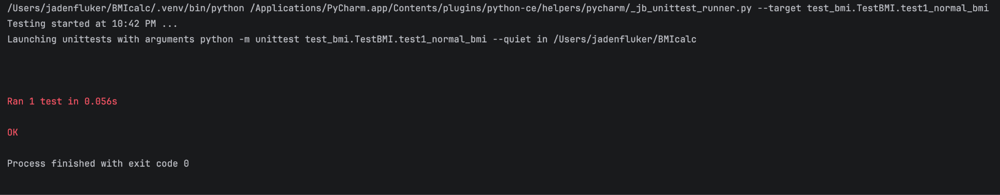 /Users/jadenfluker/BMIcalc/.venv/bin/python /Applications/PyCharm.app/Contents/plugins/python-ce/helpers/pycharm/_jb_unittest_runner.py --target test_bmi.TestBMI.test1_normal_bmi
Testing started at 10:42 PM ...
Launching unittests with arguments python -m unittest test_bmi.TestBMI.test1_normal_bmi --quiet in /Users/jadenfluker/BMIcalc
Ran 1 test in 0.056s
OK
Process finished with exit code 0